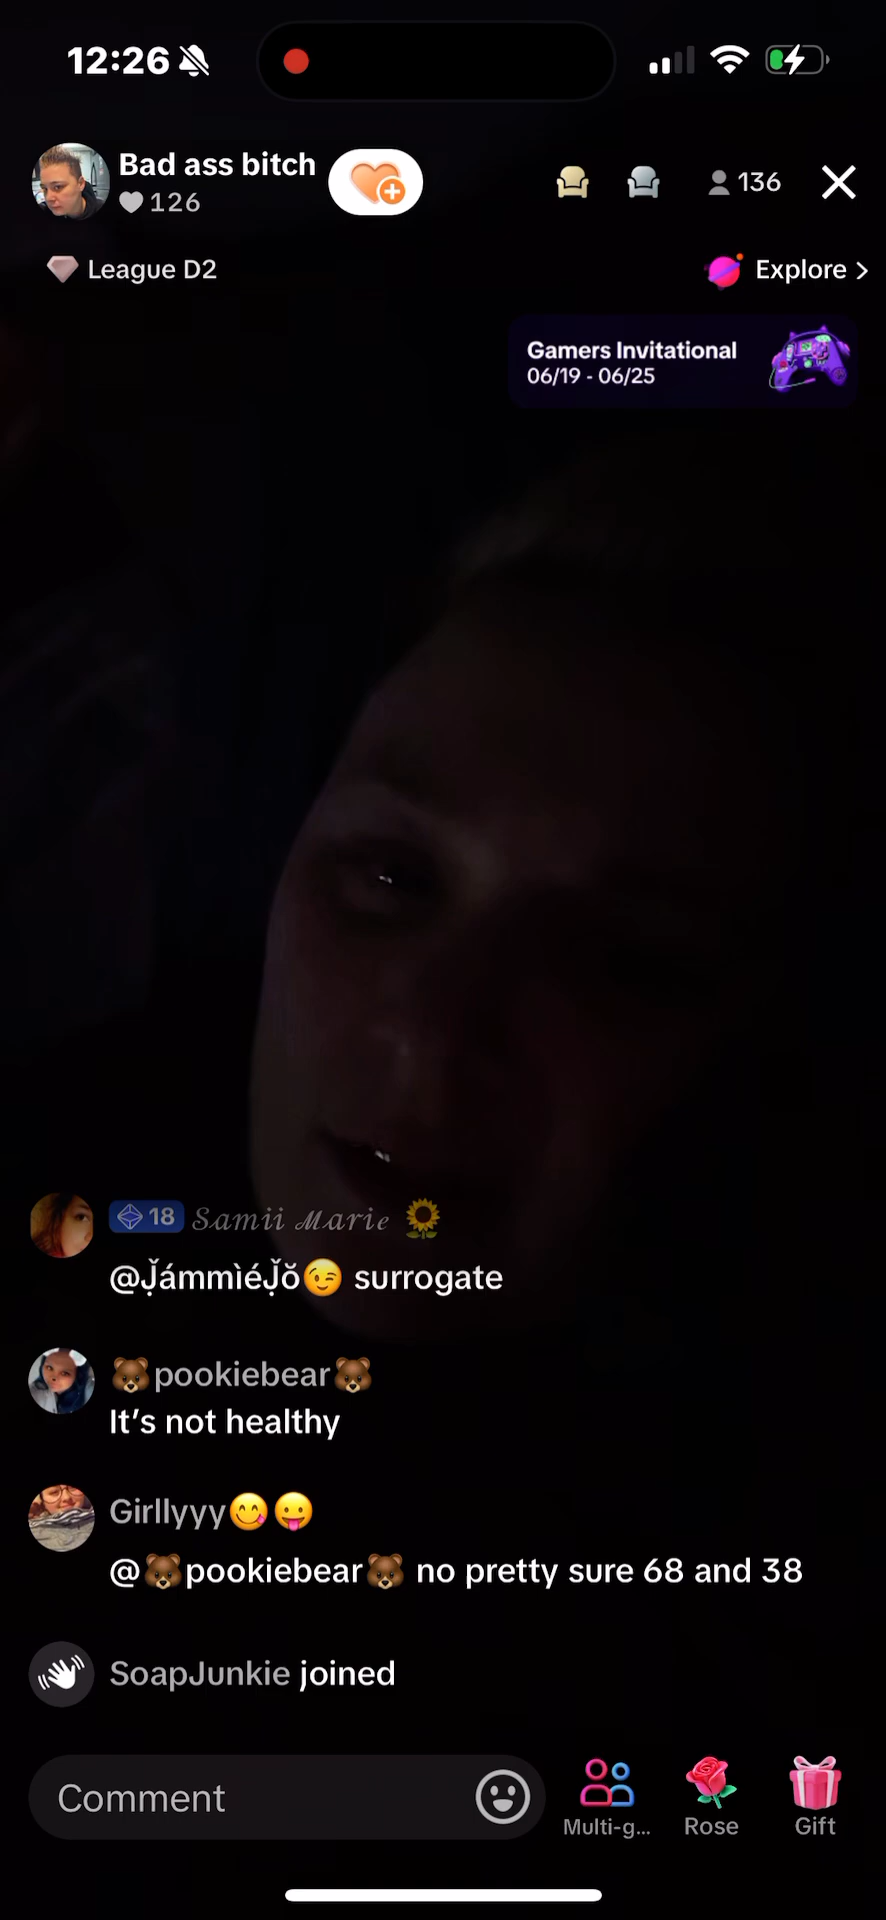 12:26
Bad ass bitch
126
136
League D2
Explore >
Gamers Invitational
06/19 - 06/25
18 𝒮𝒶𝓂𝒾𝒾 𝓜𝒶𝓇𝒾𝑒 🌻
@J̌ámmìéJ̌ŏ😉 surrogate
🐻pookiebear🐻
It’s not healthy
Girllyyy😋😛
@🐻pookiebear🐻 no pretty sure 68 and 38
SoapJunkie joined
Comment
Multi-g...
Rose
Gift